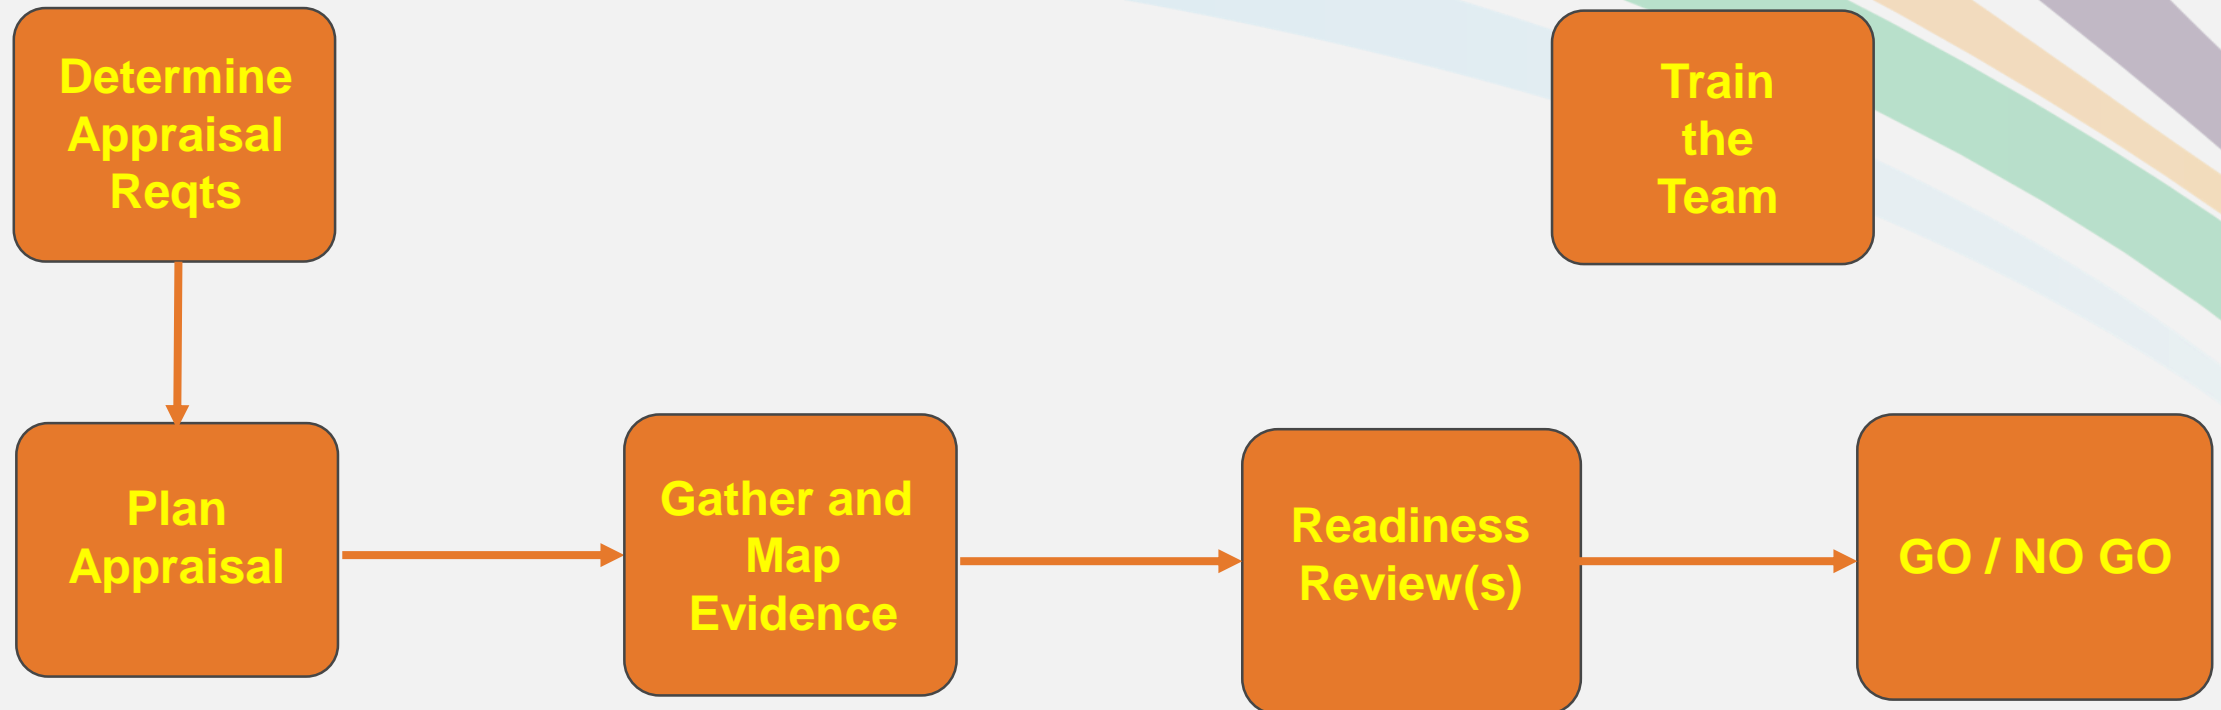 Determine
Appraisal
Reqts
Train
the
Team
Plan
Appraisal
Gather and
Map
Evidence
Readiness
Review(s)
GO / NO GO